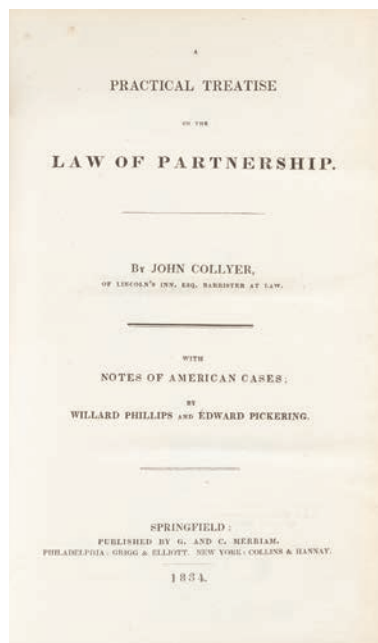 A
PRACTICAL TREATISE
ON THE
LAW OF PARTNERSHIP.
BY JOHN COLLYER,
OF LINCOLN'S INN, ESQ. BARRISTER AT LAW.
WITH
NOTES OF AMERICAN CASES;
BY
WILLARD PHILLIPS AND EDWARD PICKERING.
SPRINGFIELD:
PUBLISHED BY G. AND C. MERRIAM.
PHILADELPHIA: GRIGG & ELLIOTT. NEW YORK: COLLINS & HANNAY.
1834.